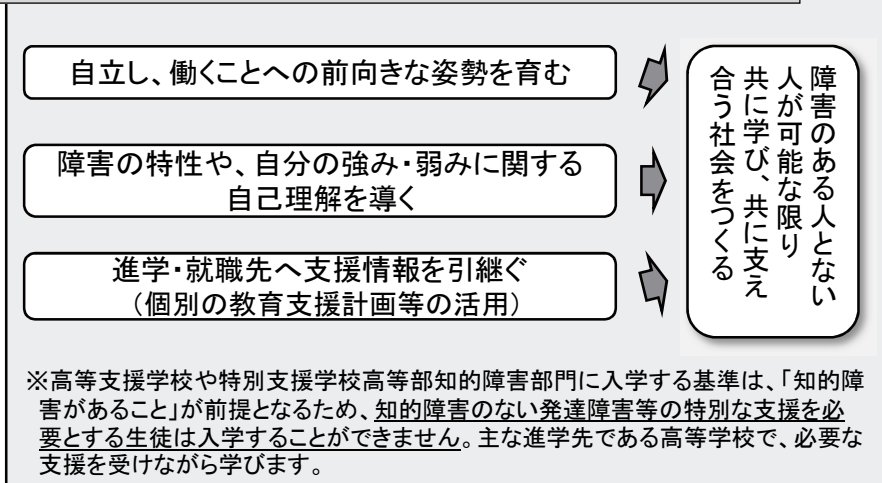 自立し、働くことへの前向きな姿勢を育む
障害の特性や、自分の強み・弱みに関する
自己理解を導く
進学・就職先へ支援情報を引継ぐ
（個別の教育支援計画等の活用）
障害のある人とない
人が可能な限り
共に学び、共に支え
合う社会をつくる
※高等支援学校や特別支援学校高等部知的障害部門に入学する基準は、「知的障
害があること」が前提となるため、知的障害のない発達障害等の特別な支援を必
要とする生徒は入学することができません。主な進学先である高等学校で、必要な
支援を受けながら学びます。